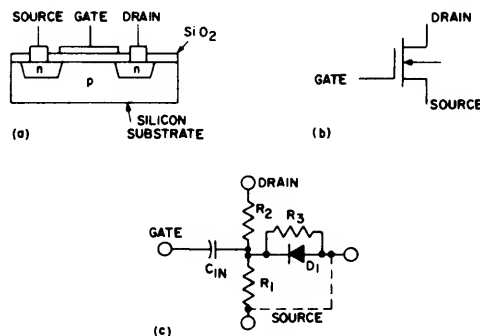 SOURCE GATE DRAIN
SiO2
n n
p
SILICON
SUBSTRATE
(a)
DRAIN
GATE
SOURCE
(b)
DRAIN
R2
R3
GATE
CIN
D1
R1
SOURCE
(c)